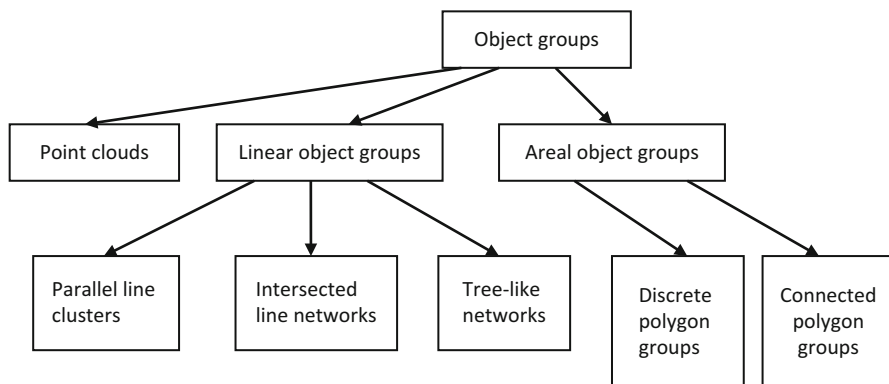 Object groups
Point clouds
Linear object groups
Areal object groups
Parallel line
clusters
Intersected
line networks
Tree-like
networks
Discrete
polygon
groups
Connected
polygon
groups